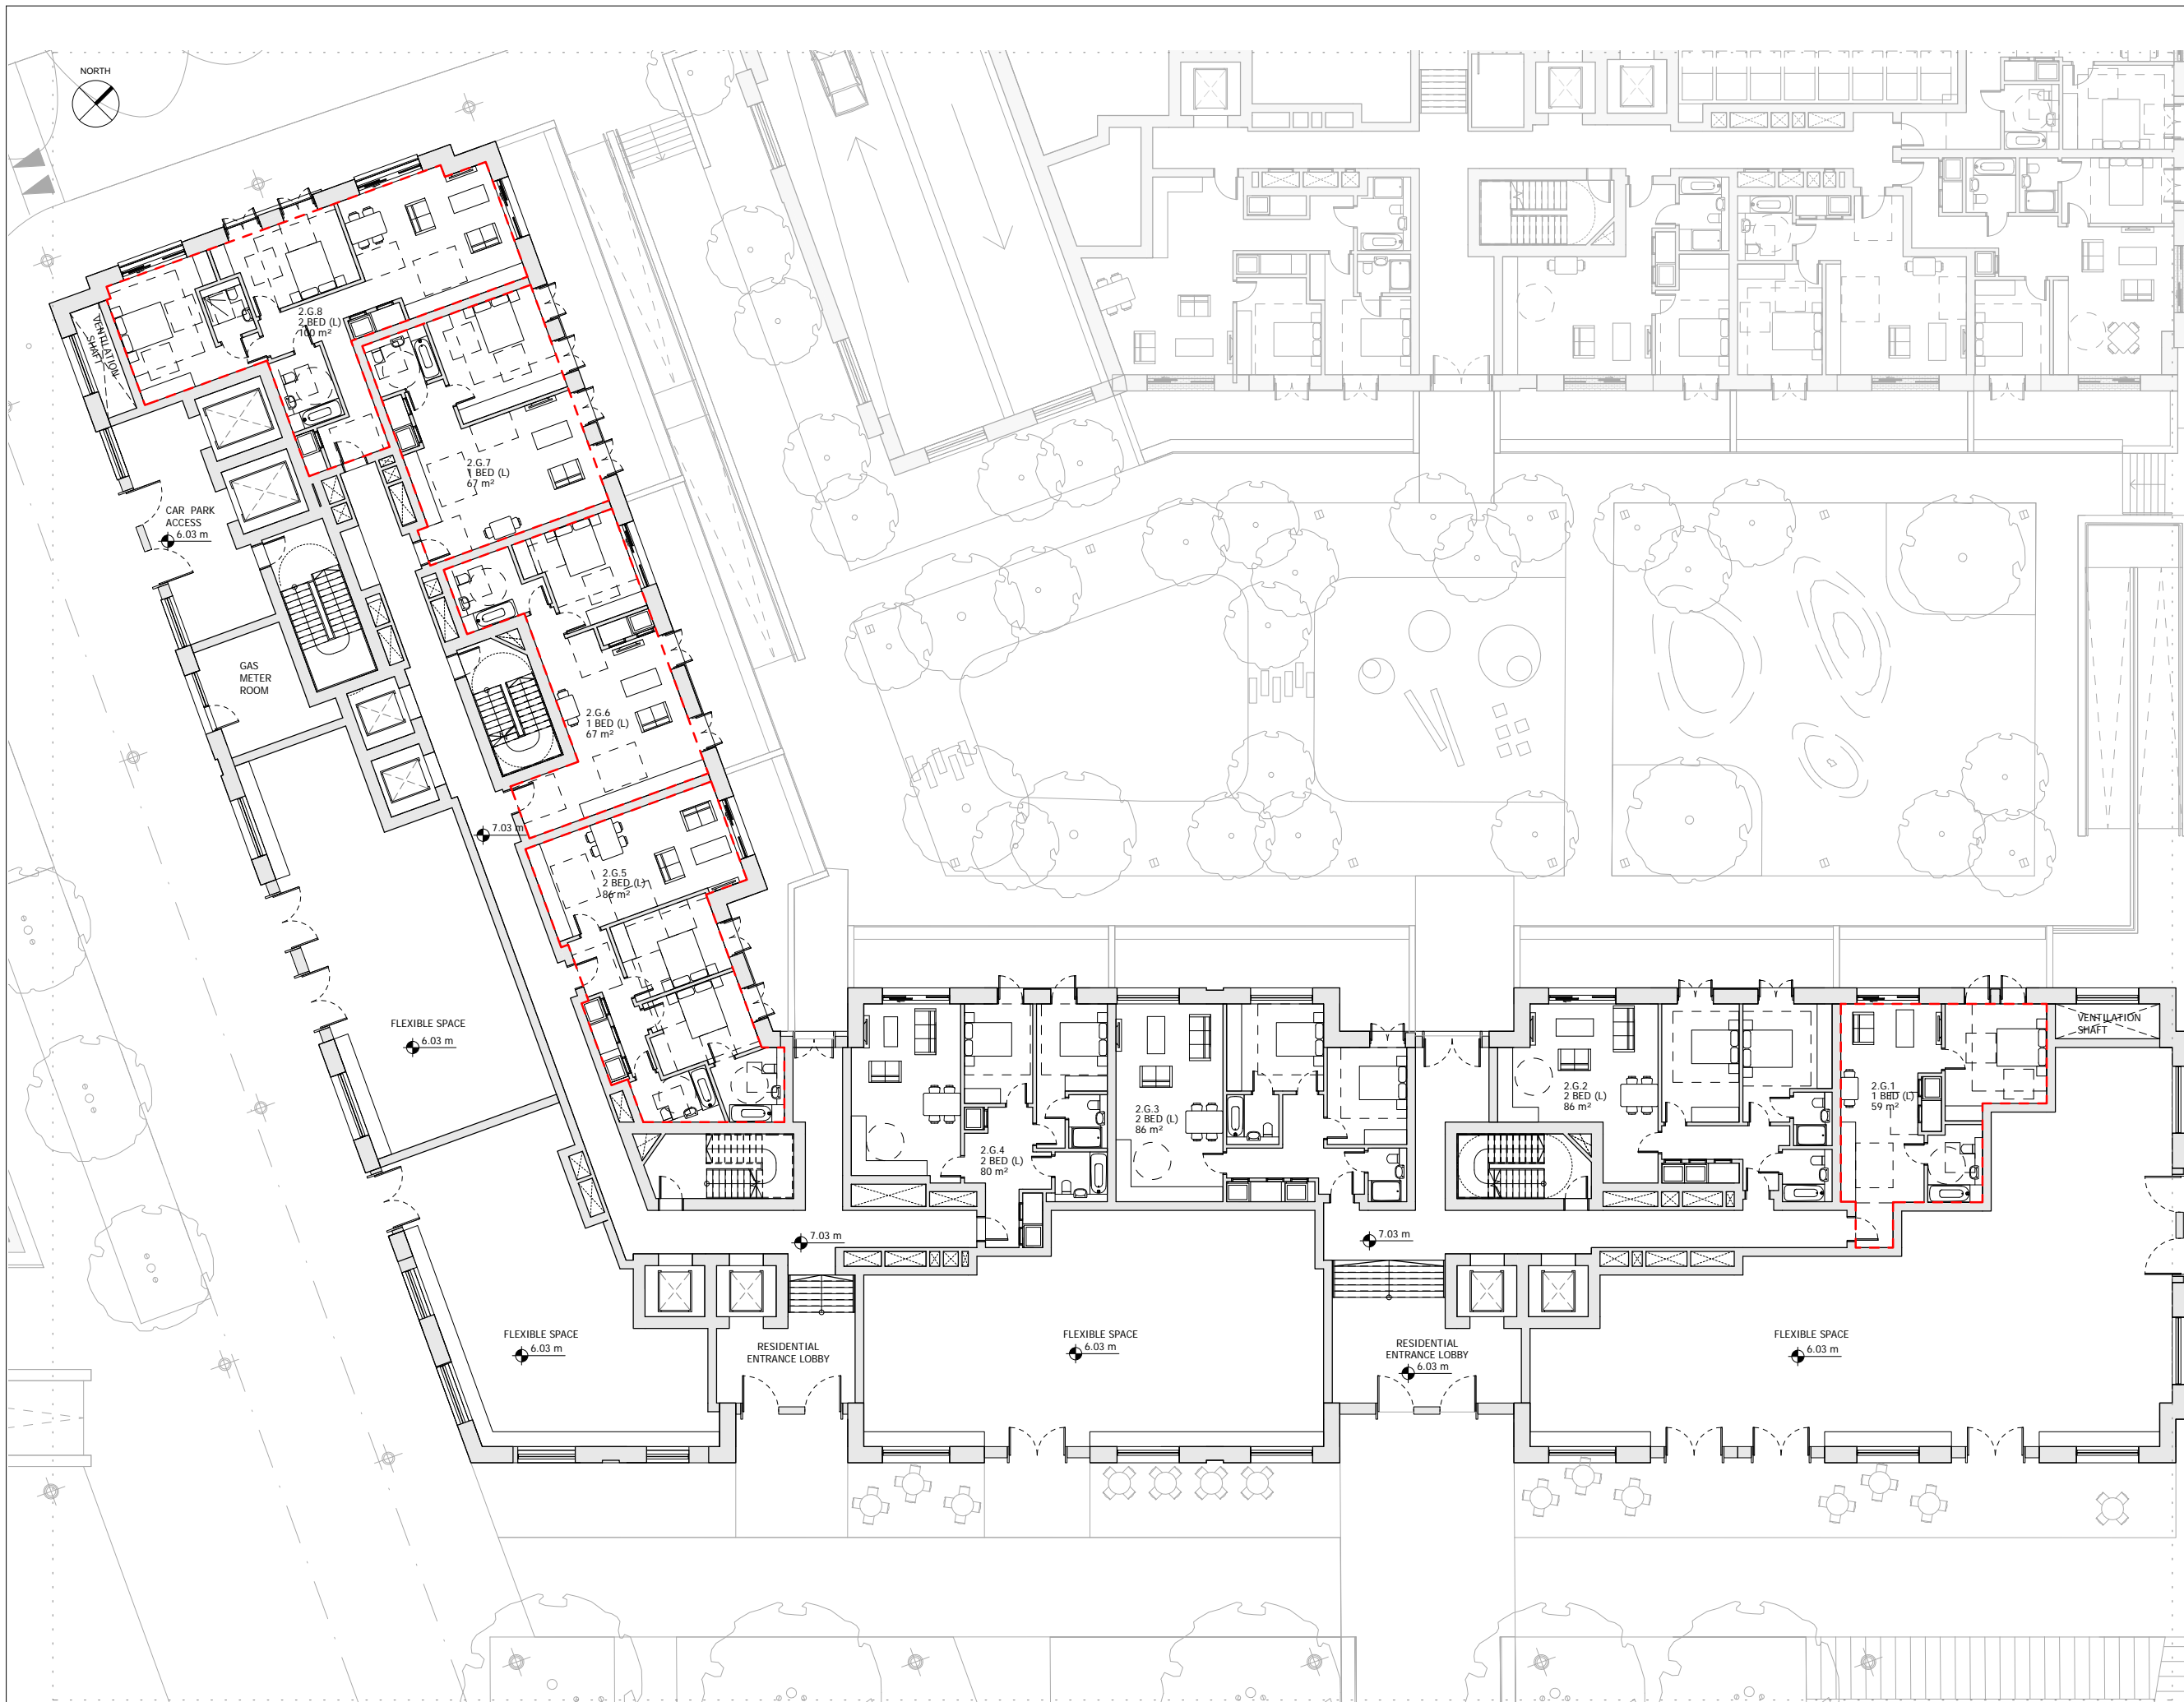 NORTH
2.G.8
2 BED (L)
100 m²
VENTILATION
SHAFT
2.G.7
1 BED (L)
67 m²
CAR PARK
ACCESS
6.03 m
GAS
METER
ROOM
2.G.6
1 BED (L)
67 m²
7.03 m
2.G.5
2 BED (L)
86 m²
FLEXIBLE SPACE
6.03 m
2.G.4
2 BED (L)
80 m²
2.G.3
2 BED (L)
86 m²
2.G.2
2 BED (L)
86 m²
2.G.1
1 BED (L)
59 m²
VENTILATION
SHAFT
7.03 m
7.03 m
FLEXIBLE SPACE
6.03 m
RESIDENTIAL
ENTRANCE LOBBY
FLEXIBLE SPACE
6.03 m
RESIDENTIAL
ENTRANCE LOBBY
6.03 m
FLEXIBLE SPACE
6.03 m